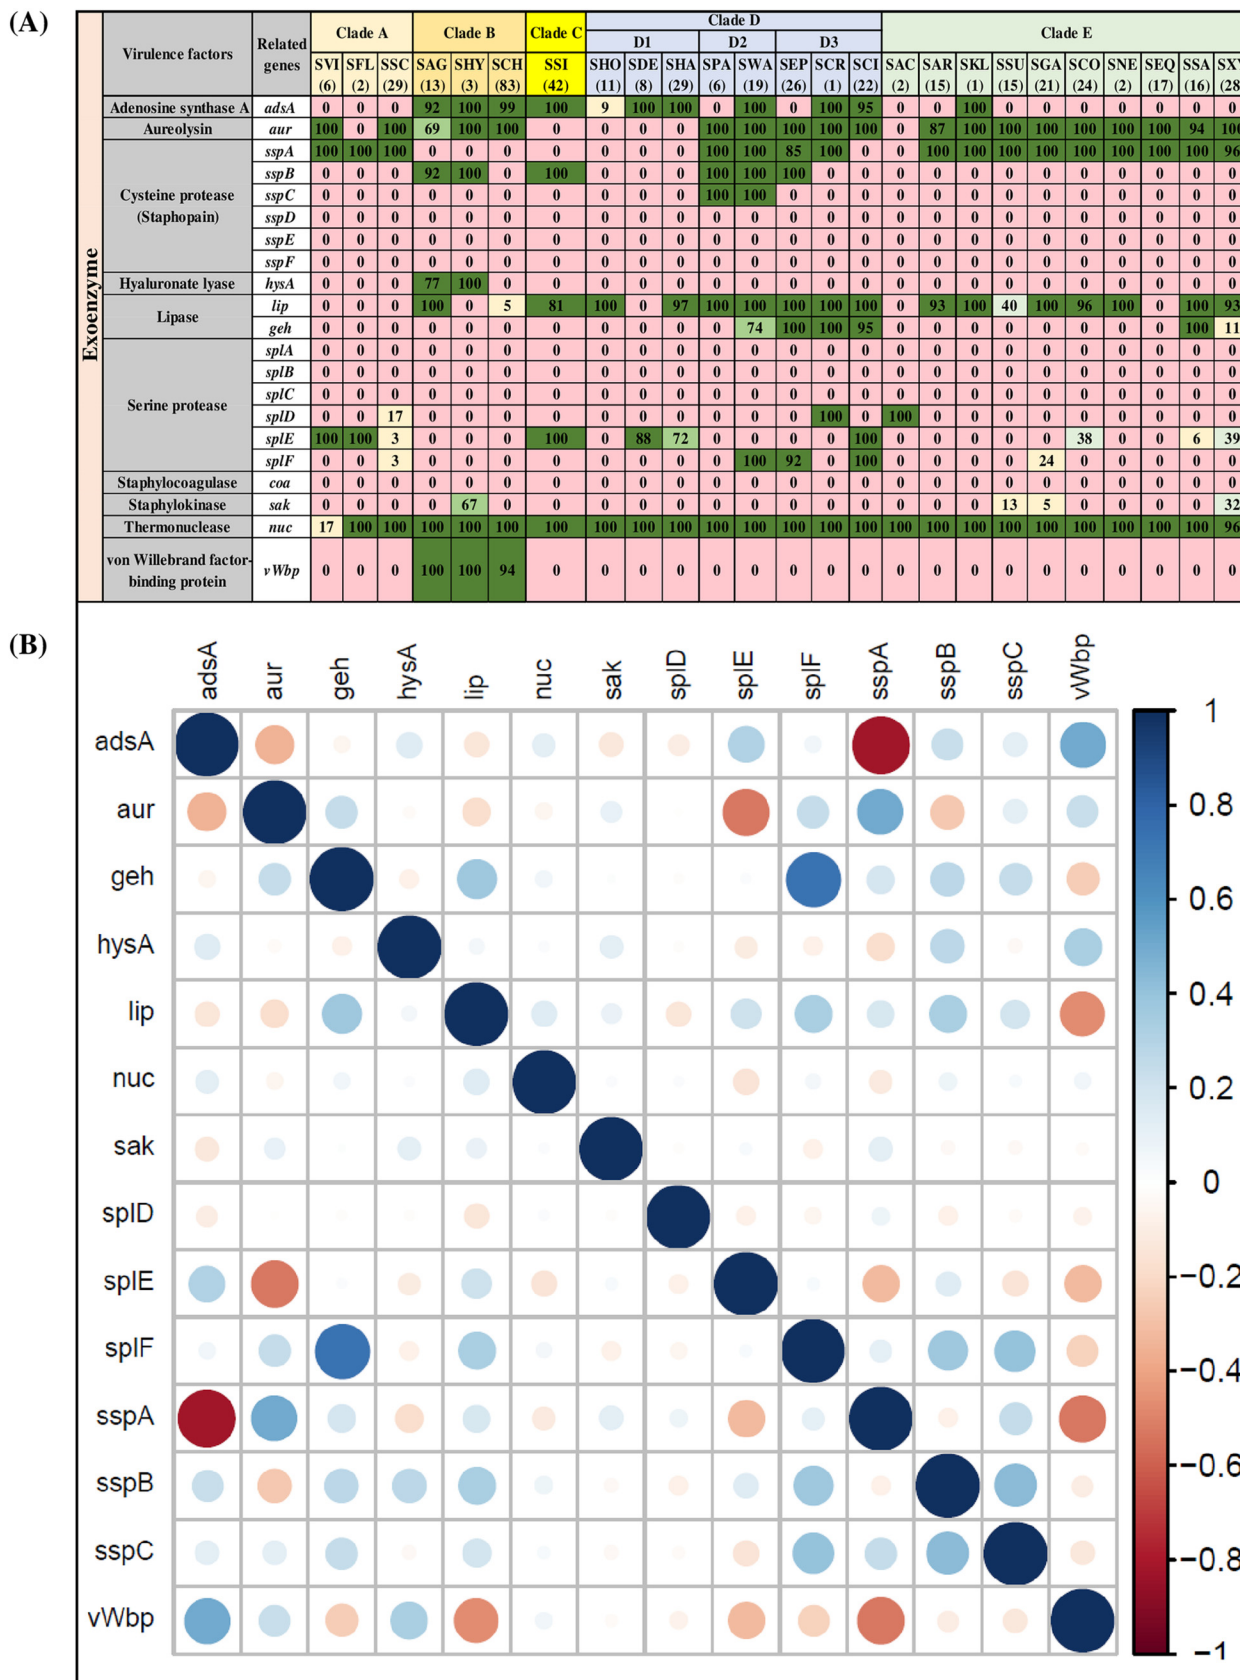 (A)
Exoenzyme
Virulence factors Related genes Clade A Clade B Clade C Clade D Clade E
D1 D2 D3
SVI SFL SSC SAG SHY SCH SSI SHO SDE SHA SPA SWA SEP SCR SCI SAC SAR SKL SSU SGA SCO SNE SEQ SSA SXY
(6) (2) (29) (13) (3) (83) (42) (11) (8) (29) (6) (19) (26) (1) (22) (2) (15) (1) (15) (21) (24) (2) (17) (16) (28
Adenosine synthase A adsA 0 0 0 92 100 99 100 9 100 100 0 100 0 100 95 0 0 100 0 0 0 0 0 0 0
Aureolysin aur 100 0 100 69 100 100 0 0 0 0 100 100 100 100 100 0 87 100 100 100 100 100 100 94 100
Cysteine protease (Staphopain) sspA 100 100 100 0 0 0 0 0 0 0 100 100 85 100 0 0 100 100 100 100 100 100 100 100 96
sspB 0 0 0 92 100 0 100 0 0 0 100 100 100 0 0 0 0 0 0 0 0 0 0 0 0
sspC 0 0 0 0 0 0 0 0 0 0 100 100 0 0 0 0 0 0 0 0 0 0 0 0 0
sspD 0 0 0 0 0 0 0 0 0 0 0 0 0 0 0 0 0 0 0 0 0 0 0 0 0
sspE 0 0 0 0 0 0 0 0 0 0 0 0 0 0 0 0 0 0 0 0 0 0 0 0 0
sspF 0 0 0 0 0 0 0 0 0 0 0 0 0 0 0 0 0 0 0 0 0 0 0 0 0
Hyaluronate lyase hysA 0 0 0 77 100 0 0 0 0 0 0 0 0 0 0 0 0 0 0 0 0 0 0 0 0
Lipase lip 0 0 0 100 0 5 81 100 0 97 100 100 100 100 100 0 93 100 40 100 96 100 0 100 93
geh 0 0 0 0 0 0 0 0 0 0 0 74 100 100 95 0 0 0 0 0 0 0 0 100 11
Serine protease splA 0 0 0 0 0 0 0 0 0 0 0 0 0 0 0 0 0 0 0 0 0 0 0 0 0
splB 0 0 0 0 0 0 0 0 0 0 0 0 0 0 0 0 0 0 0 0 0 0 0 0 0
splC 0 0 0 0 0 0 0 0 0 0 0 0 0 0 0 0 0 0 0 0 0 0 0 0 0
splD 0 0 17 0 0 0 0 0 0 0 0 0 0 100 0 100 0 0 0 0 0 0 0 0 0
splE 100 100 3 0 0 0 100 0 88 72 0 0 0 0 100 0 0 0 0 0 38 0 0 6 39
splF 0 0 3 0 0 0 0 0 0 0 0 100 92 0 100 0 0 0 0 24 0 0 0 0 0
Staphylocoagulase coa 0 0 0 0 0 0 0 0 0 0 0 0 0 0 0 0 0 0 0 0 0 0 0 0 0
Staphylokinase sak 0 0 0 0 67 0 0 0 0 0 0 0 0 0 0 0 0 0 13 5 0 0 0 0 32
Thermonuclease nuc 17 100 100 100 100 100 100 100 100 100 100 100 100 100 100 100 100 100 100 100 100 100 100 100 96
von Willebrand factor-binding protein vWbp 0 0 0 100 100 94 0 0 0 0 0 0 0 0 0 0 0 0 0 0 0 0 0 0 0
(B)
adsA aur geh hysA lip nuc sak splD splE splF sspA sspB sspC vWbp
adsA
aur
geh
hysA
lip
nuc
sak
splD
splE
splF
sspA
sspB
sspC
vWbp
1
0.8
0.6
0.4
0.2
0
−0.2
−0.4
−0.6
−0.8
−1